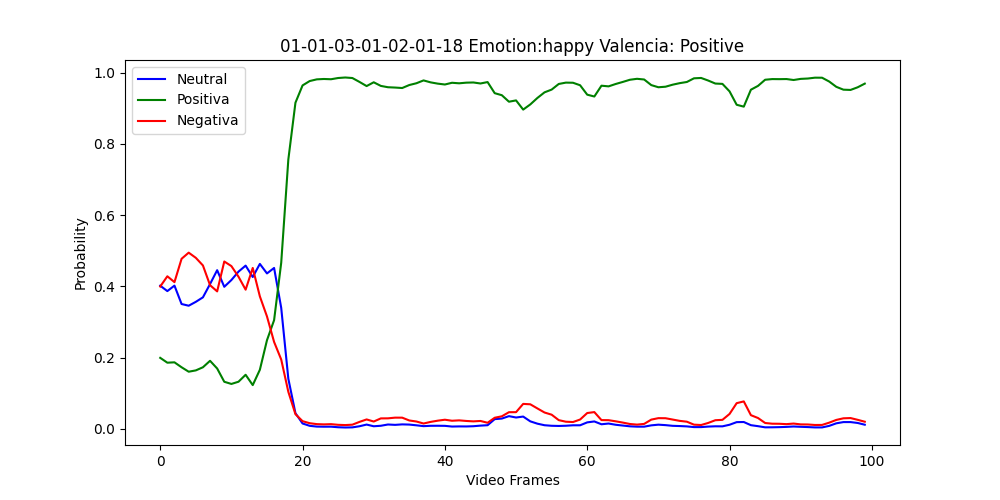 01-01-03-01-02-01-18 Emotion:happy Valencia: Positive
Neutral
Positiva
Negativa
Probability
1.0
0.8
0.6
0.4
0.2
0.0
0 20 40 60 80 100
Video Frames